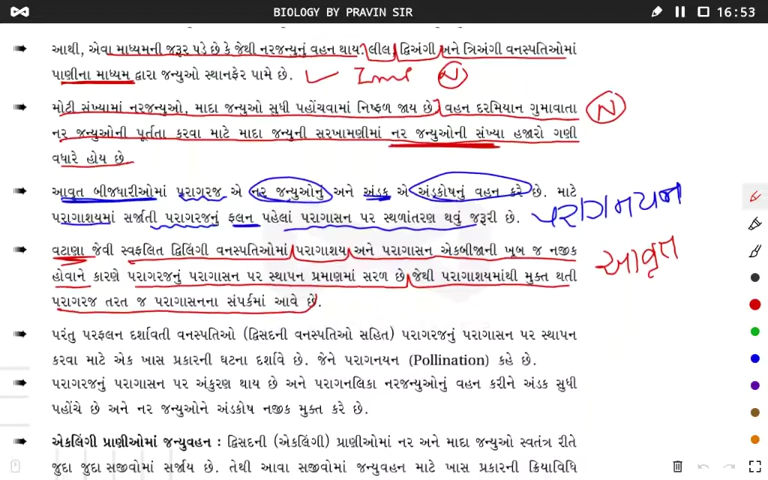 BIOLOGY BY PRAVIN SIR
16:53
આથી, એવા માધ્યમની જરૂર પડે છે કે જેથી નરજન્યુનું વહન થાય. લીલ, દ્વિઅંગી અને ત્રિઅંગી વનસ્પતિઓમાં
પાણીના માધ્યમ દ્વારા જન્યુઓ સ્થાનફેર પામે છે. N
મોટી સંખ્યામાં નરજન્યુઓ, માદા જન્યુઓ સુધી પહોંચવામાં નિષ્ફળ જાય છે. વહન દરમિયાન ગુમાવાતા N
નર જન્યુઓની પૂર્તતા કરવા માટે માદા જન્યુની સરખામણીમાં નર જન્યુઓની સંખ્યા હજારો ગણી
વધારે હોય છે.
આવૃત બીજધારીઓમાં પરાગરજ એ નર જન્યુઓનું અને અંડક એ અંડકોષનું વહન કરે છે. માટે
પરાગાશયમાં સર્જાતી પરાગરજનું ફલન પહેલાં પરાગાસન પર સ્થળાંતરણ થવું જરૂરી છે. પરાગનયન
વટાણા જેવી સ્વફલિત દ્વિલિંગી વનસ્પતિઓમાં પરાગાશય અને પરાગાસન એકબીજાની ખૂબ જ નજીક આવૃત
હોવાને કારણે પરાગરજનું પરાગાસન પર સ્થાપન પ્રમાણમાં સરળ છે, જેથી પરાગાશયમાંથી મુક્ત થતી
પરાગરજ તરત જ પરાગાસનના સંપર્કમાં આવે છે.
પરંતુ પરફલન દર્શાવતી વનસ્પતિઓ (દ્વિસદની વનસ્પતિઓ સહિત) પરાગરજનું પરાગાસન પર સ્થાપન
કરવા માટે એક ખાસ પ્રકારની ઘટના દર્શાવે છે. જેને પરાગનયન (Pollination) કહે છે.
પરાગરજનું પરાગાસન પર અંકુરણ થાય છે અને પરાગનલિકા નરજન્યુઓનું વહન કરીને અંડક સુધી
પહોંચે છે અને નર જન્યુઓને અંડકોષ નજીક મુક્ત કરે છે.
એકલિંગી પ્રાણીઓમાં જન્યુવહન : દ્વિસદની (એકલિંગી) પ્રાણીઓમાં નર અને માદા જન્યુઓ સ્વતંત્ર રીતે
જુદા જુદા સજીવોમાં સર્જાય છે. તેથી આવા સજીવોમાં જન્યુવહન માટે ખાસ પ્રકારની ક્રિયાવિધિ